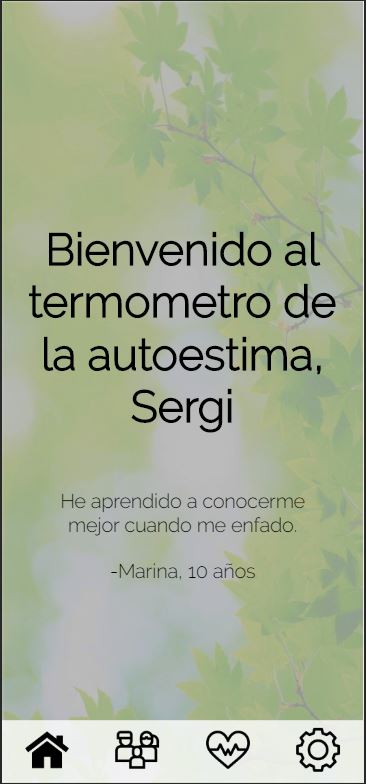 Bienvenido al
termometro de
la autoestima,
Sergi
He aprendido a conocerme
mejor cuando me enfado.
-Marina, 10 años